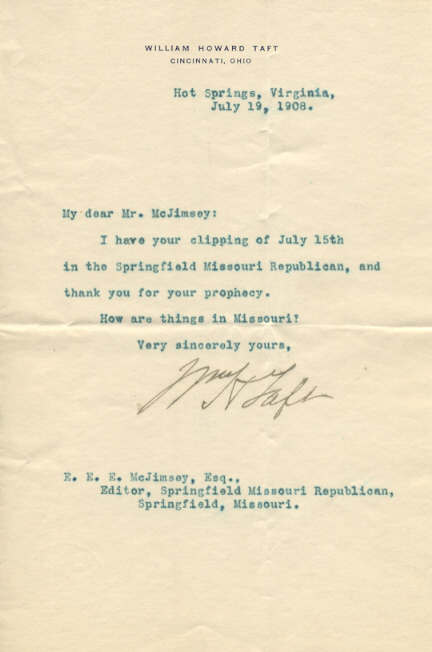 WILLIAM HOWARD TAFT
CINCINNATI, OHIO
Hot Springs, Virginia,
July 19, 1908.
My dear Mr. McJimsey:
I have your clipping of July 15th
in the Springfield Missouri Republican, and
thank you for your prophecy.
How are things in Missouri?
Very sincerely yours,
Wm H Taft
E. E. E. McJimsey, Esq.,
Editor, Springfield Missouri Republican,
Springfield, Missouri.